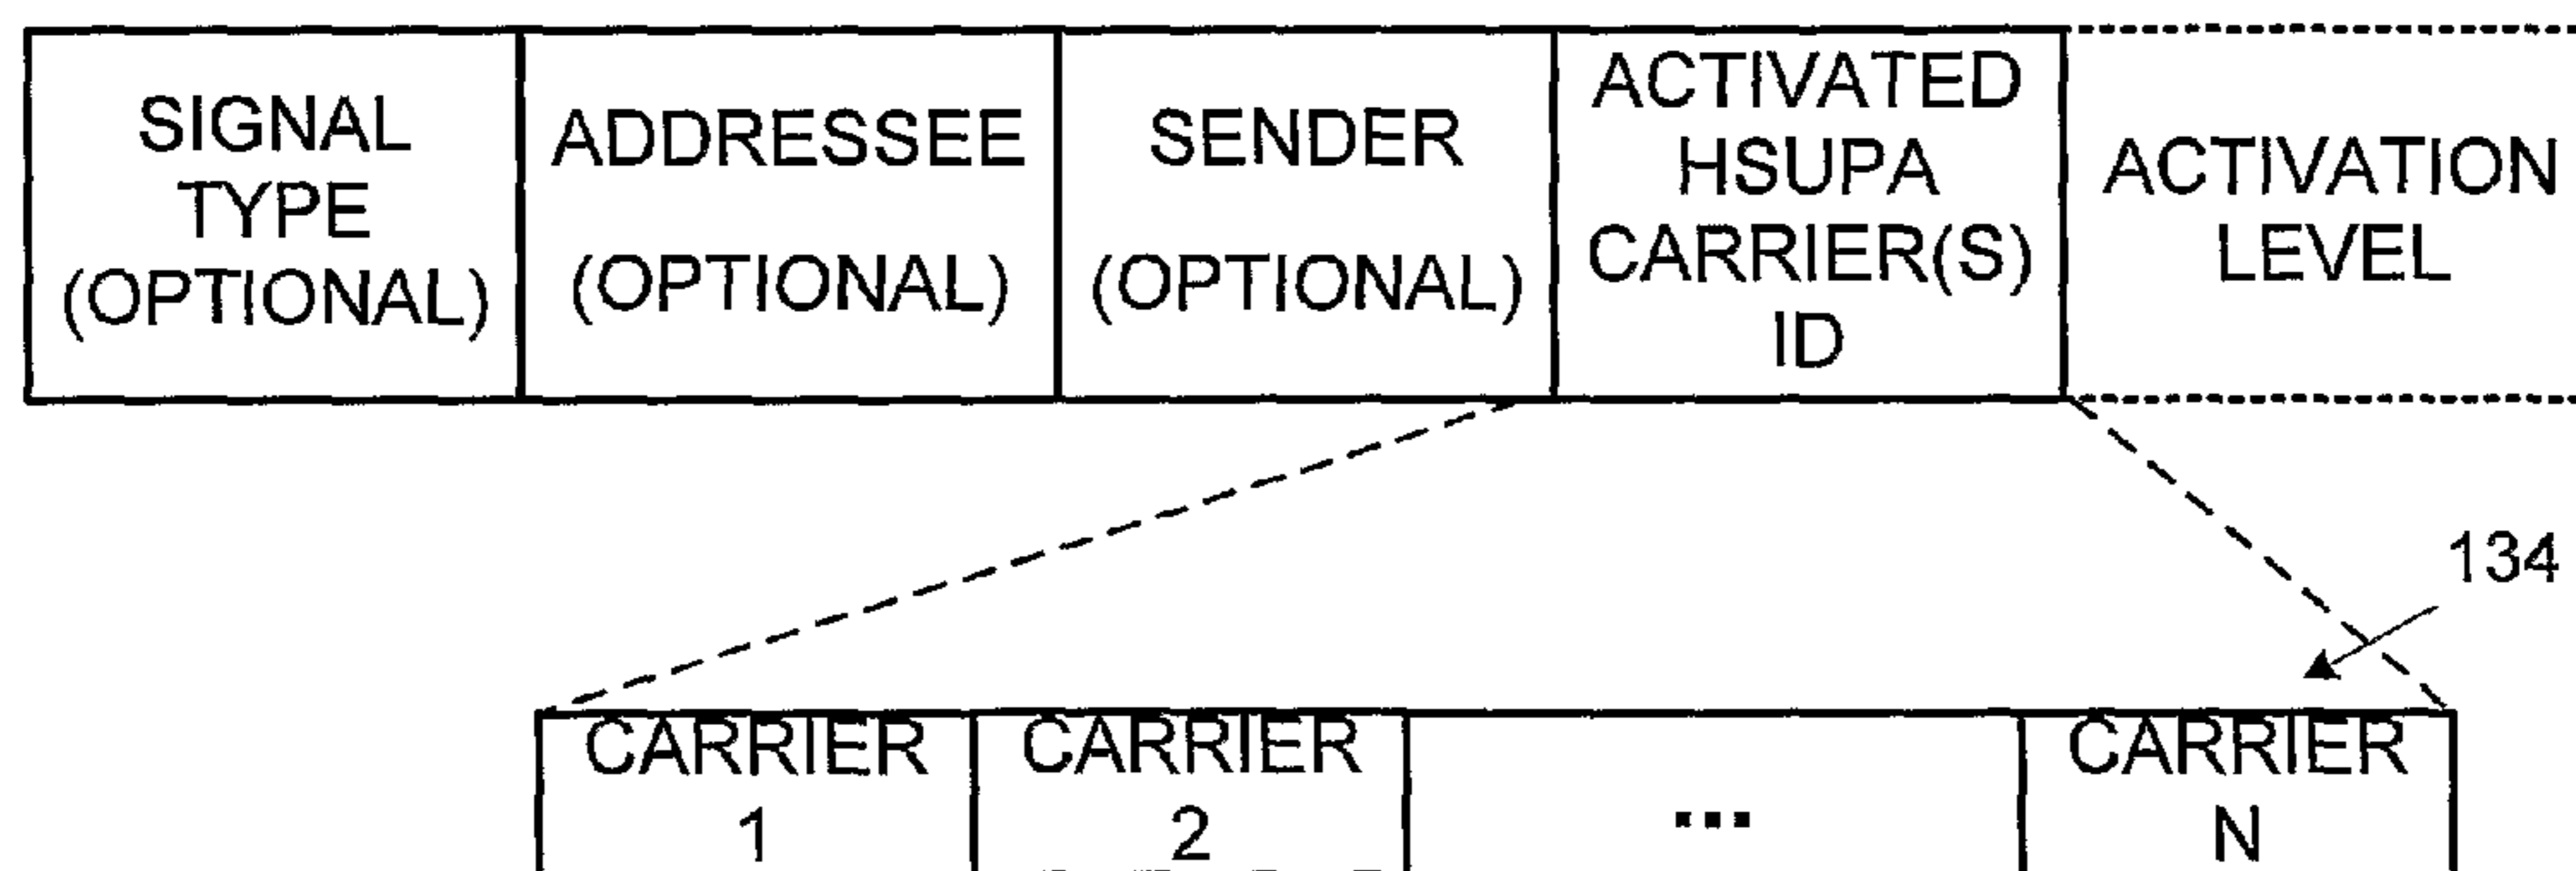 SIGNAL
TYPE
(OPTIONAL)
ADDRESSEE
(OPTIONAL)
SENDER
(OPTIONAL)
ACTIVATED
HSUPA
CARRIER(S)
ID
ACTIVATION
LEVEL
134
CARRIER
1
CARRIER
2
...
CARRIER
N